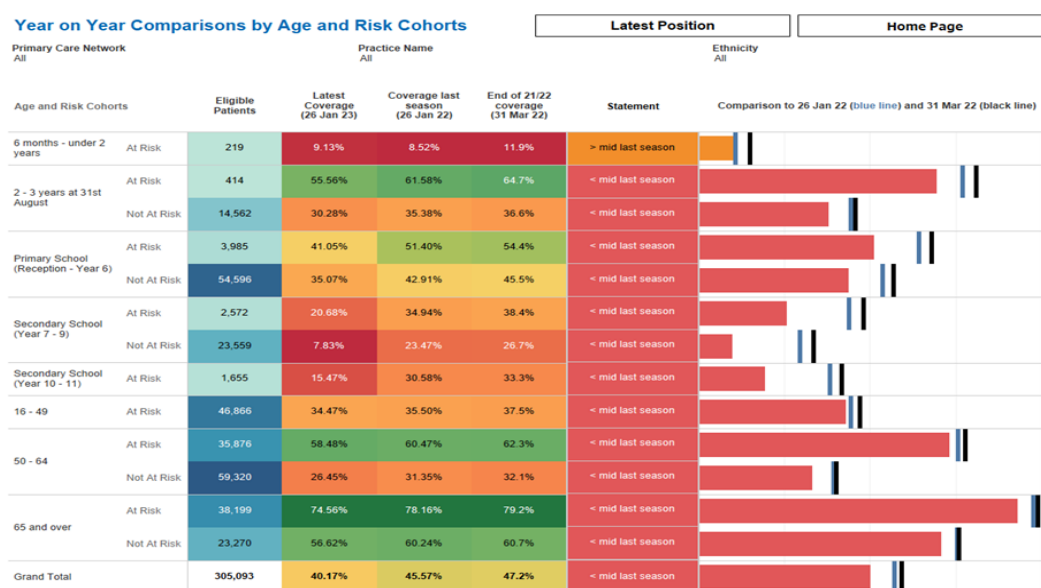 Year on Year Comparisons by Age and Risk Cohorts
Latest Position
Home Page
Primary Care Network
All
Practice Name
All
Ethnicity
All
Age and Risk Cohorts
Eligible
Patients
Latest
Coverage
(26 Jan 23)
Coverage last
season
(26 Jan 22)
End of 21/22
coverage
(31 Mar 22)
Statement
Comparison to 26 Jan 22 (blue line) and 31 Mar 22 (black line)
6 months - under 2
years
At Risk 219 9.13% 8.52% 11.9% > mid last season
2 - 3 years at 31st
August
At Risk 414 55.56% 61.58% 64.7% < mid last season
Not At Risk 14,562 30.28% 35.38% 36.6% < mid last season
Primary School
(Reception - Year 6)
At Risk 3,985 41.05% 51.40% 54.4% < mid last season
Not At Risk 54,596 35.07% 42.91% 45.5% < mid last season
Secondary School
(Year 7 - 9)
At Risk 2,572 20.68% 34.94% 38.4% < mid last season
Not At Risk 23,559 7.83% 23.47% 26.7% < mid last season
Secondary School
(Year 10 - 11)
At Risk 1,655 15.47% 30.58% 33.3% < mid last season
16 - 49 At Risk 46,866 34.47% 35.50% 37.5% < mid last season
50 - 64
At Risk 35,876 58.48% 60.47% 62.3% < mid last season
Not At Risk 59,320 26.45% 31.35% 32.1% < mid last season
65 and over
At Risk 38,199 74.56% 78.16% 79.2% < mid last season
Not At Risk 23,270 56.62% 60.24% 60.7% < mid last season
Grand Total 305,093 40.17% 45.57% 47.2% < mid last season